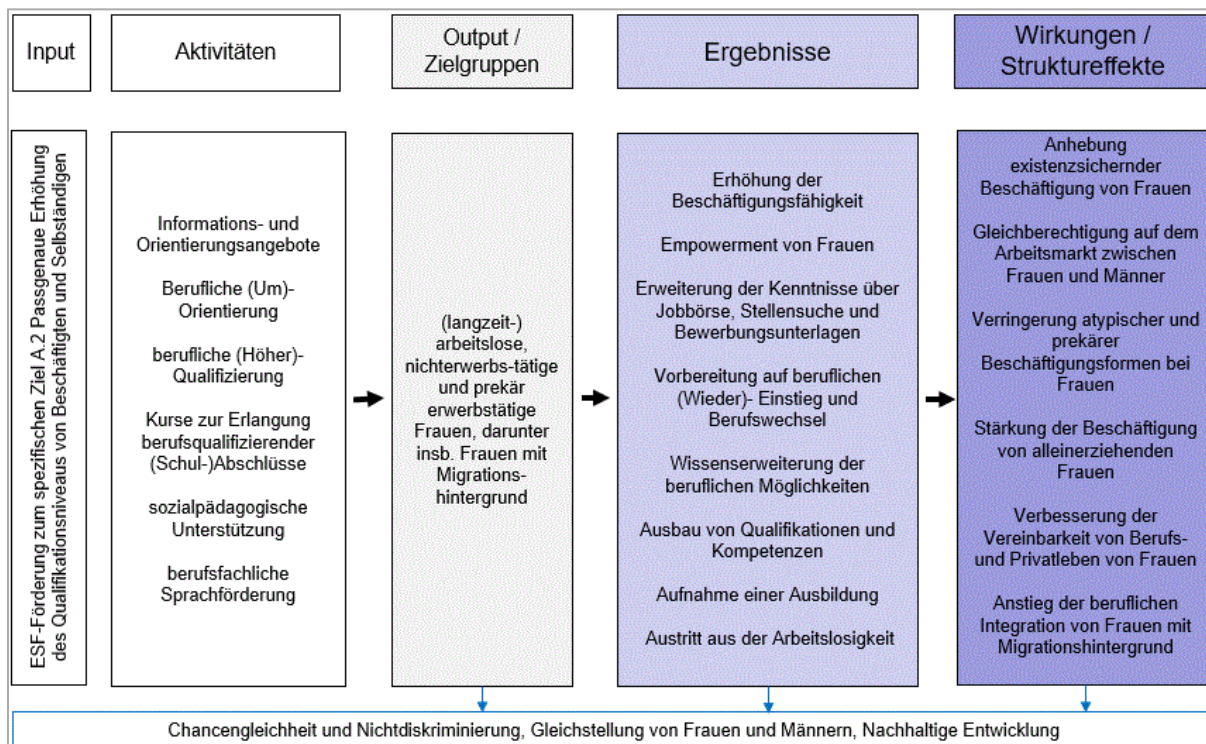 Input
Aktivitäten
Output /
Zielgruppen
Ergebnisse
Wirkungen /
Struktureffekte
ESF-Förderung zum spezifischen Ziel A.2 Passgenaue Erhöhung
des Qualifikationsniveaus von Beschäftigten und Selbständigen
Informations- und
Orientierungsangebote
Berufliche (Um)-
Orientierung
berufliche (Höher)-
Qualifizierung
Kurse zur Erlangung
berufsqualifizierender
(Schul-)Abschlüsse
sozialpädagogische
Unterstützung
berufsfachliche
Sprachförderung
(langzeit-)
arbeitslose,
nichterwerbs-tätige
und prekär
erwerbstätige
Frauen, darunter
insb. Frauen mit
Migrations-
hintergrund
Erhöhung der
Beschäftigungsfähigkeit
Empowerment von Frauen
Erweiterung der Kenntnisse über
Jobbörse, Stellensuche und
Bewerbungsunterlagen
Vorbereitung auf beruflichen
(Wieder)- Einstieg und
Berufswechsel
Wissenserweiterung der
beruflichen Möglichkeiten
Ausbau von Qualifikationen und
Kompetenzen
Aufnahme einer Ausbildung
Austritt aus der Arbeitslosigkeit
Anhebung
existenzsichernder
Beschäftigung von Frauen
Gleichberechtigung auf dem
Arbeitsmarkt zwischen
Frauen und Männer
Verringerung atypischer und
prekärer
Beschäftigungsformen bei
Frauen
Stärkung der Beschäftigung
von alleinerziehenden
Frauen
Verbesserung der
Vereinbarkeit von Berufs-
und Privatleben von Frauen
Anstieg der beruflichen
Integration von Frauen mit
Migrationshintergrund
Chancengleichheit und Nichtdiskriminierung, Gleichstellung von Frauen und Männern, Nachhaltige Entwicklung